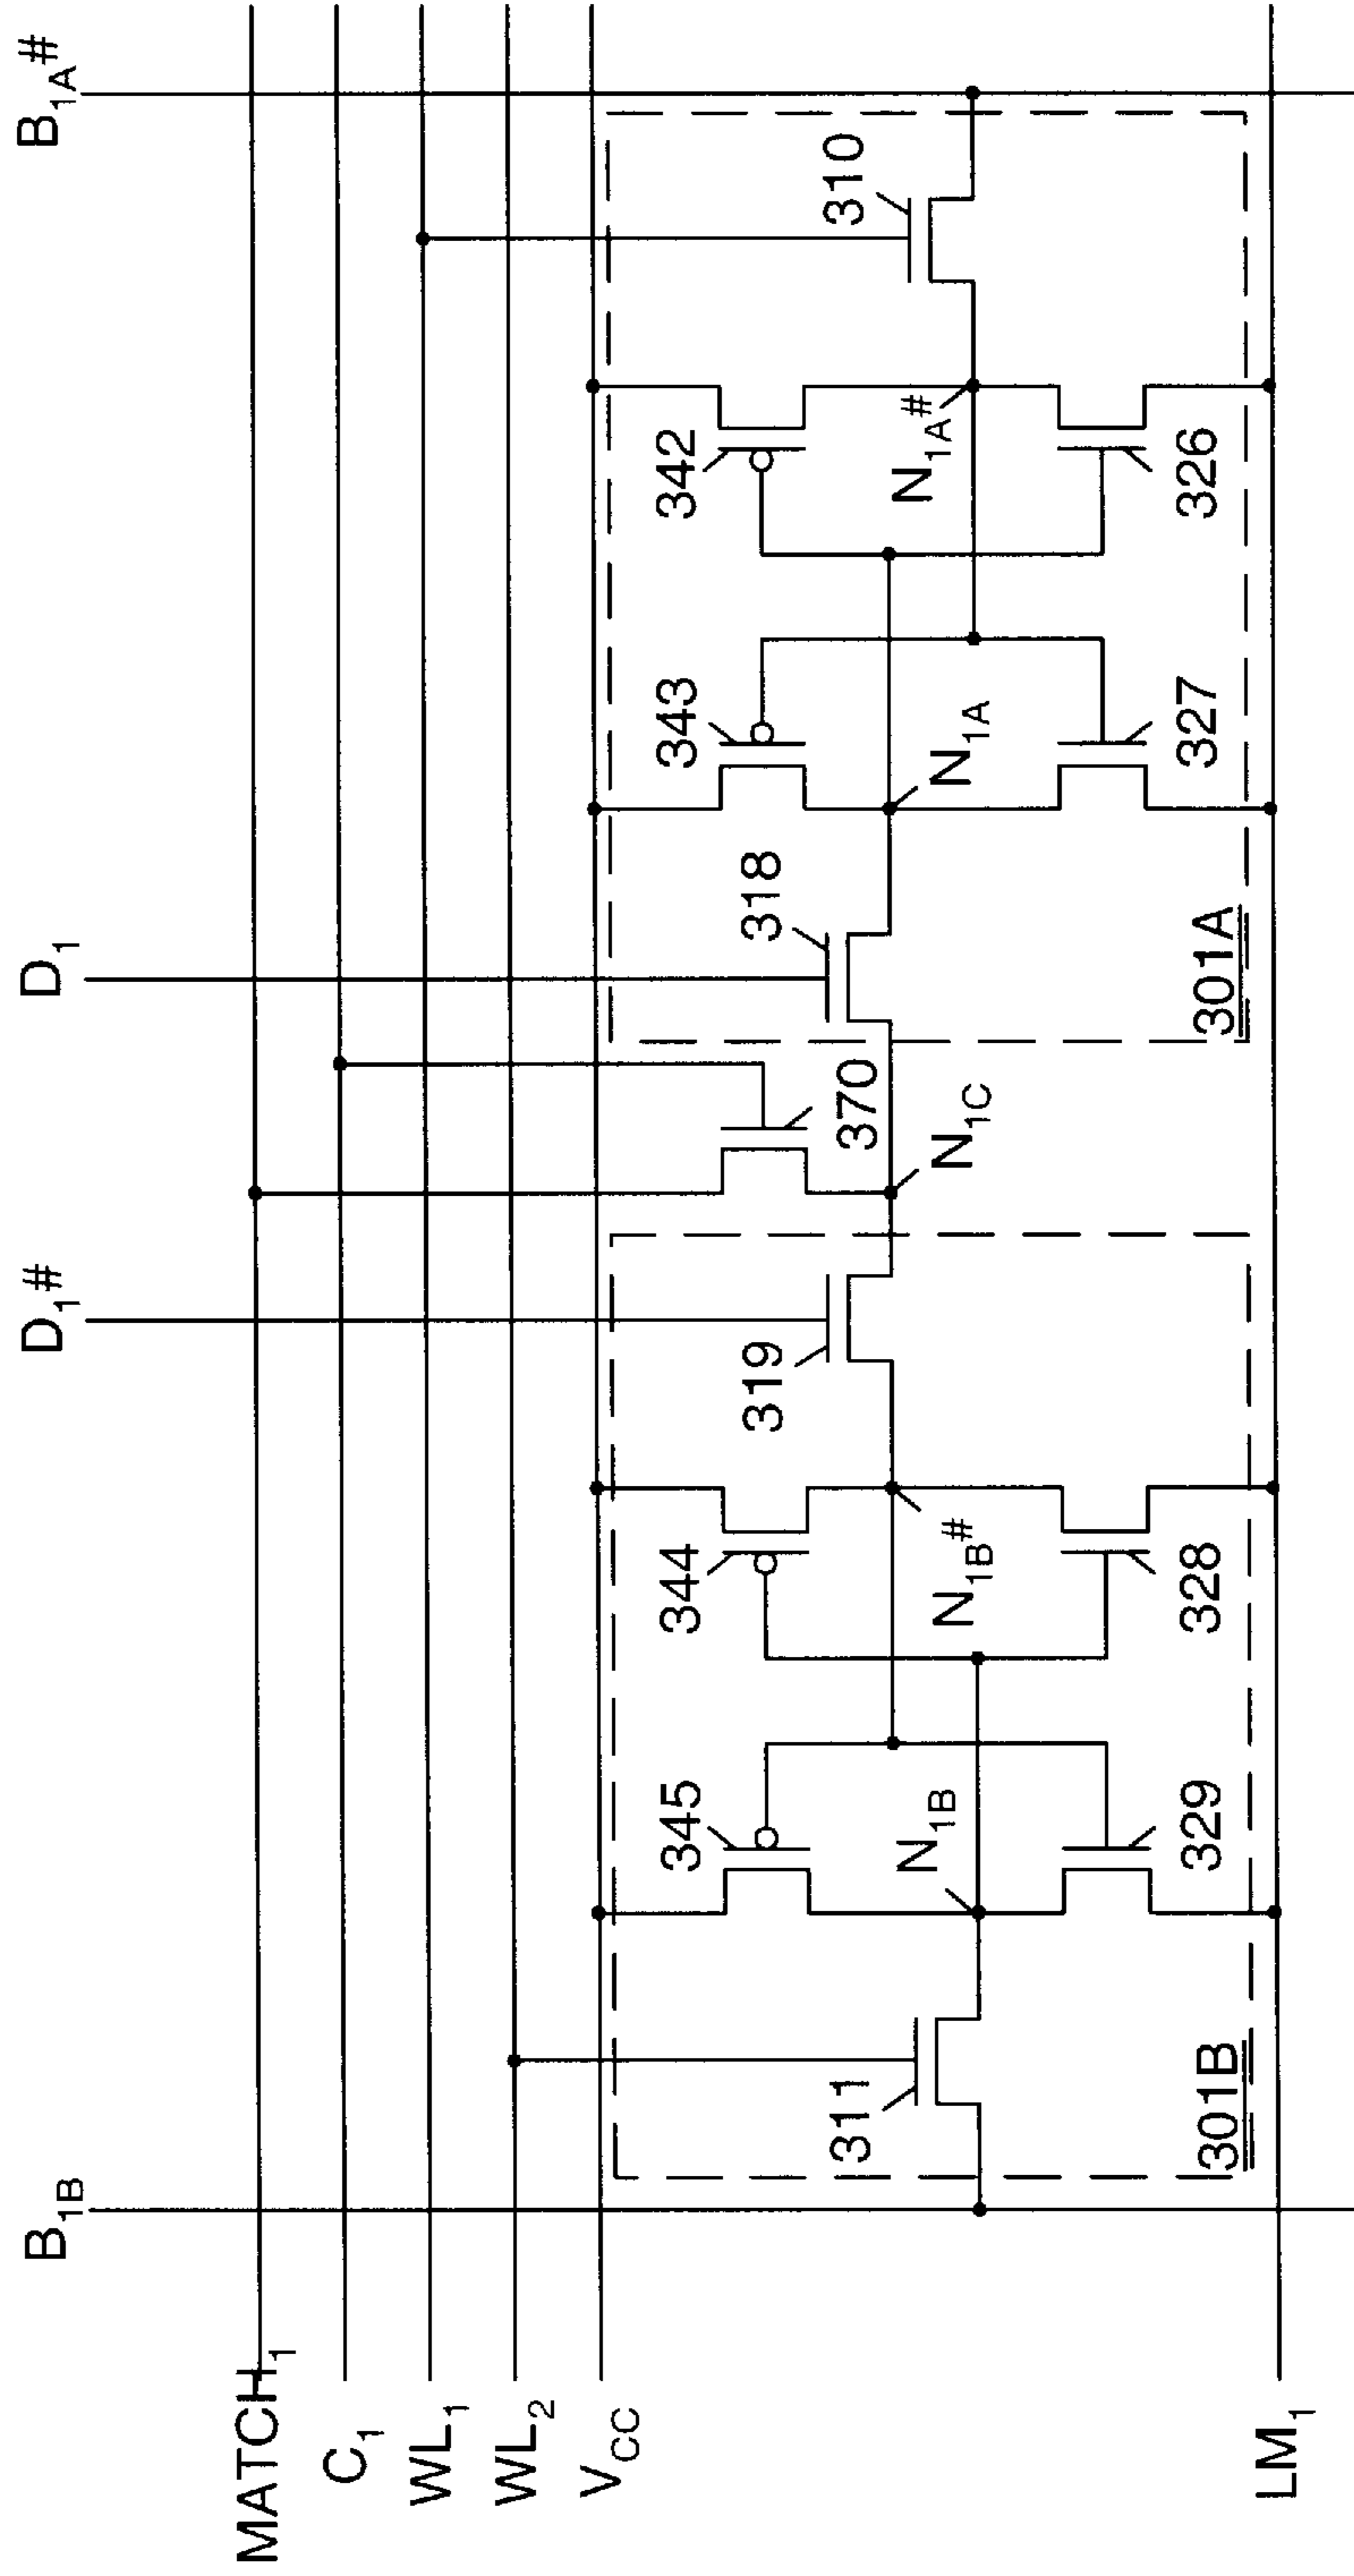 B1B
D1#
D1
B1A#
MATCH1
C1
WL1
WL2
VCC
LM1
345
344
343
342
319
318
311
370
310
N1B
N1B#
N1C
N1A
N1A#
329
328
327
326
301B
301A